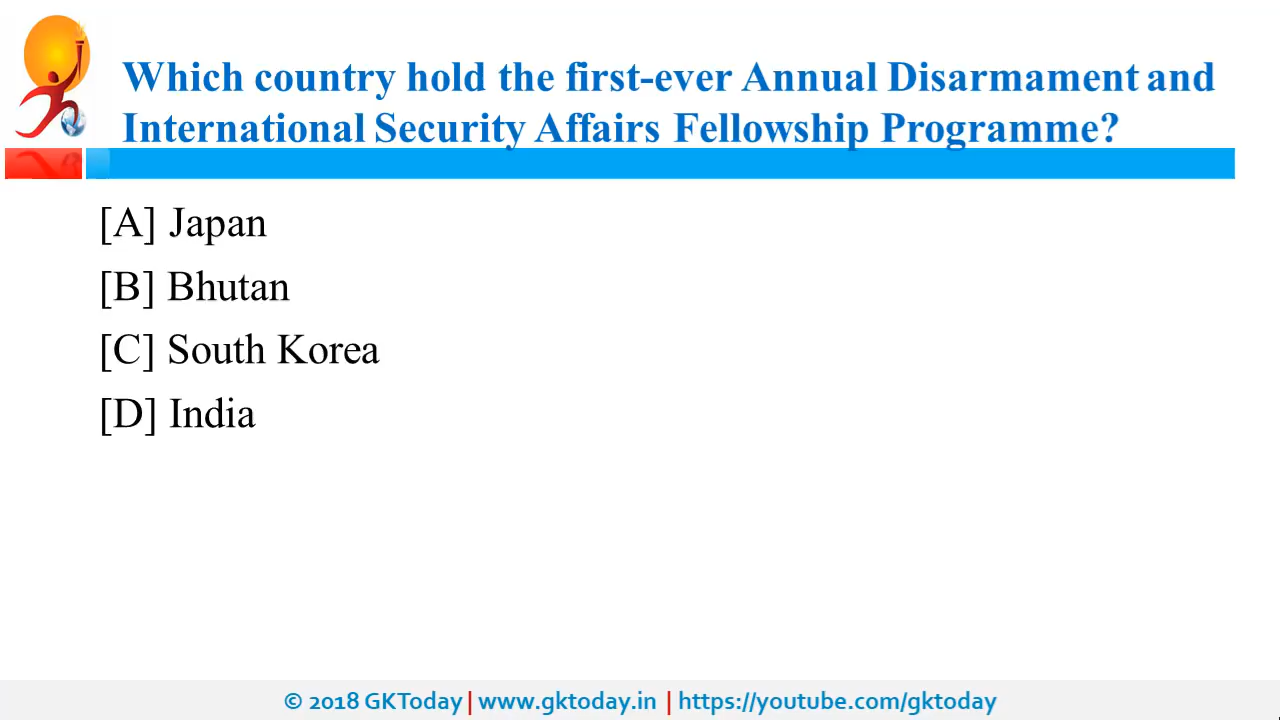 Which country hold the first-ever Annual Disarmament and
International Security Affairs Fellowship Programme?
[A] Japan
[B] Bhutan
[C] South Korea
[D] India
© 2018 GKToday | www.gktoday.in | https://youtube.com/gktoday